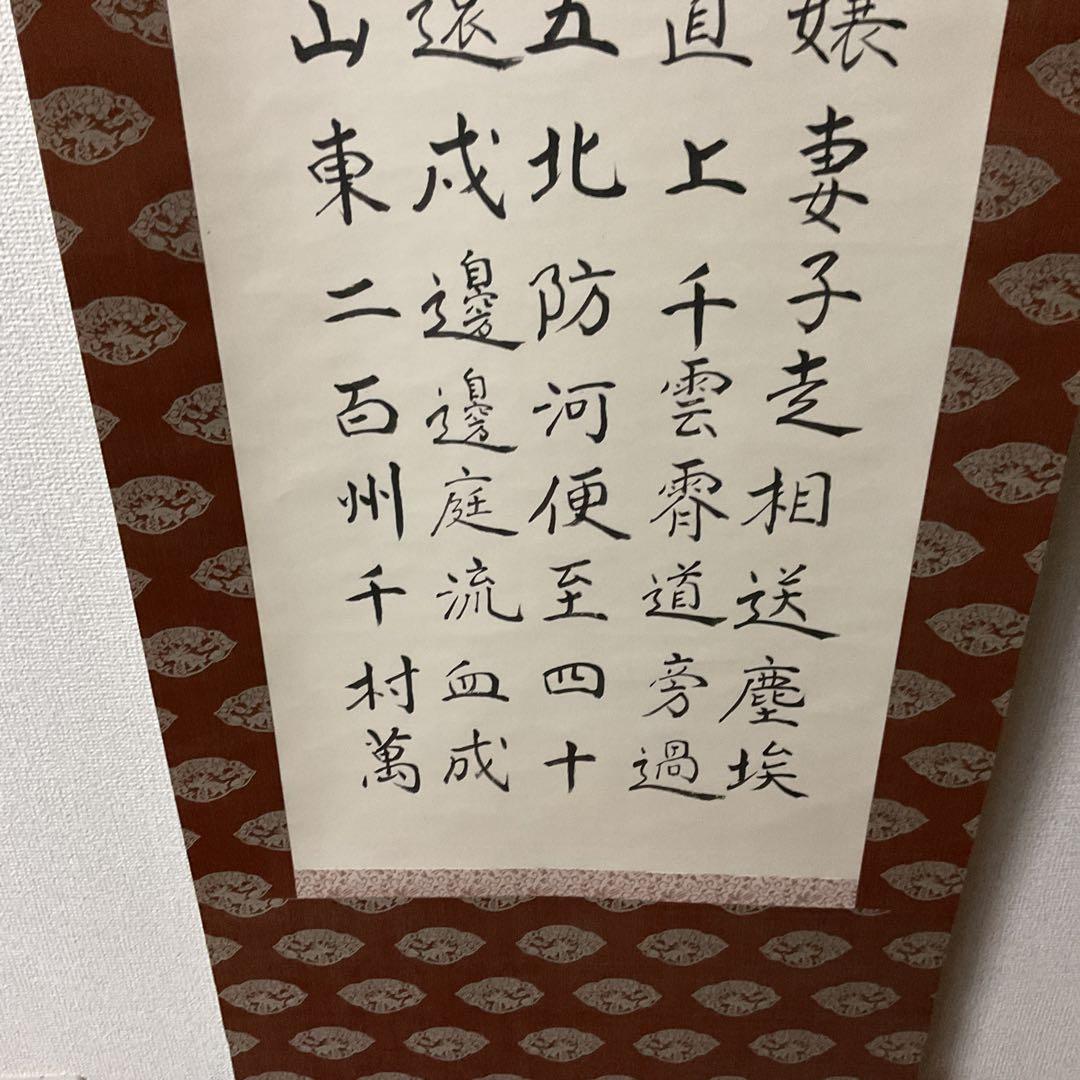 嬢妻子走相送塵埃
直上千雲霄道旁過
五北防河便至四十
還戍邊邊庭流血成
山東二百州千村萬